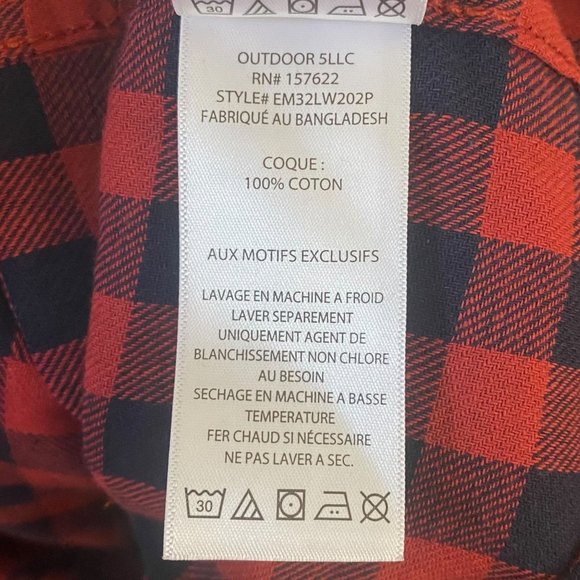 30
OUTDOOR 5LLC
RN# 157622
STYLE# EM32LW202P
FABRIQUÉ AU BANGLADESH
COQUE :
100% COTON
AUX MOTIFS EXCLUSIFS
LAVAGE EN MACHINE A FROID
LAVER SEPAREMENT
UNIQUEMENT AGENT DE
BLANCHISSEMENT NON CHLORE
AU BESOIN
SECHAGE EN MACHINE A BASSE
TEMPERATURE
FER CHAUD SI NÉCESSAIRE
NE PAS LAVER A SEC.
30